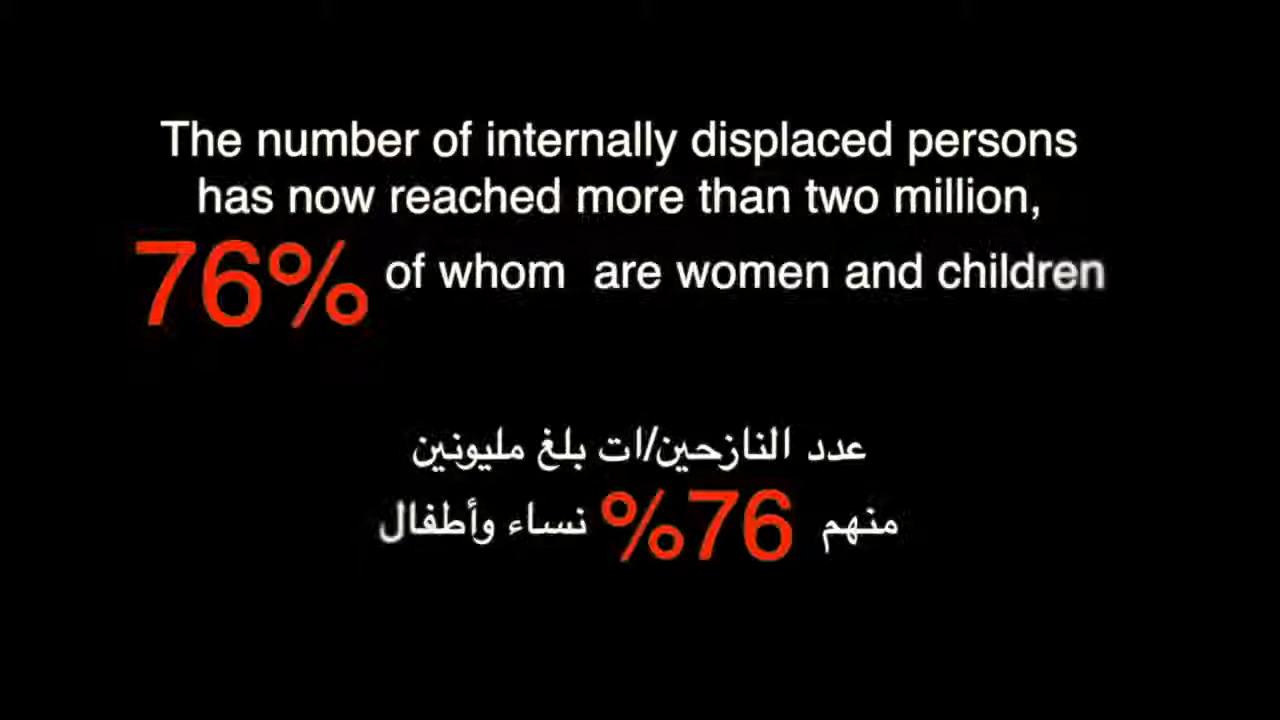 The number of internally displaced persons
has now reached more than two million,
76% of whom are women and children
عدد النازحين/ات بلغ مليونين
منهم 76% نساء وأطفال